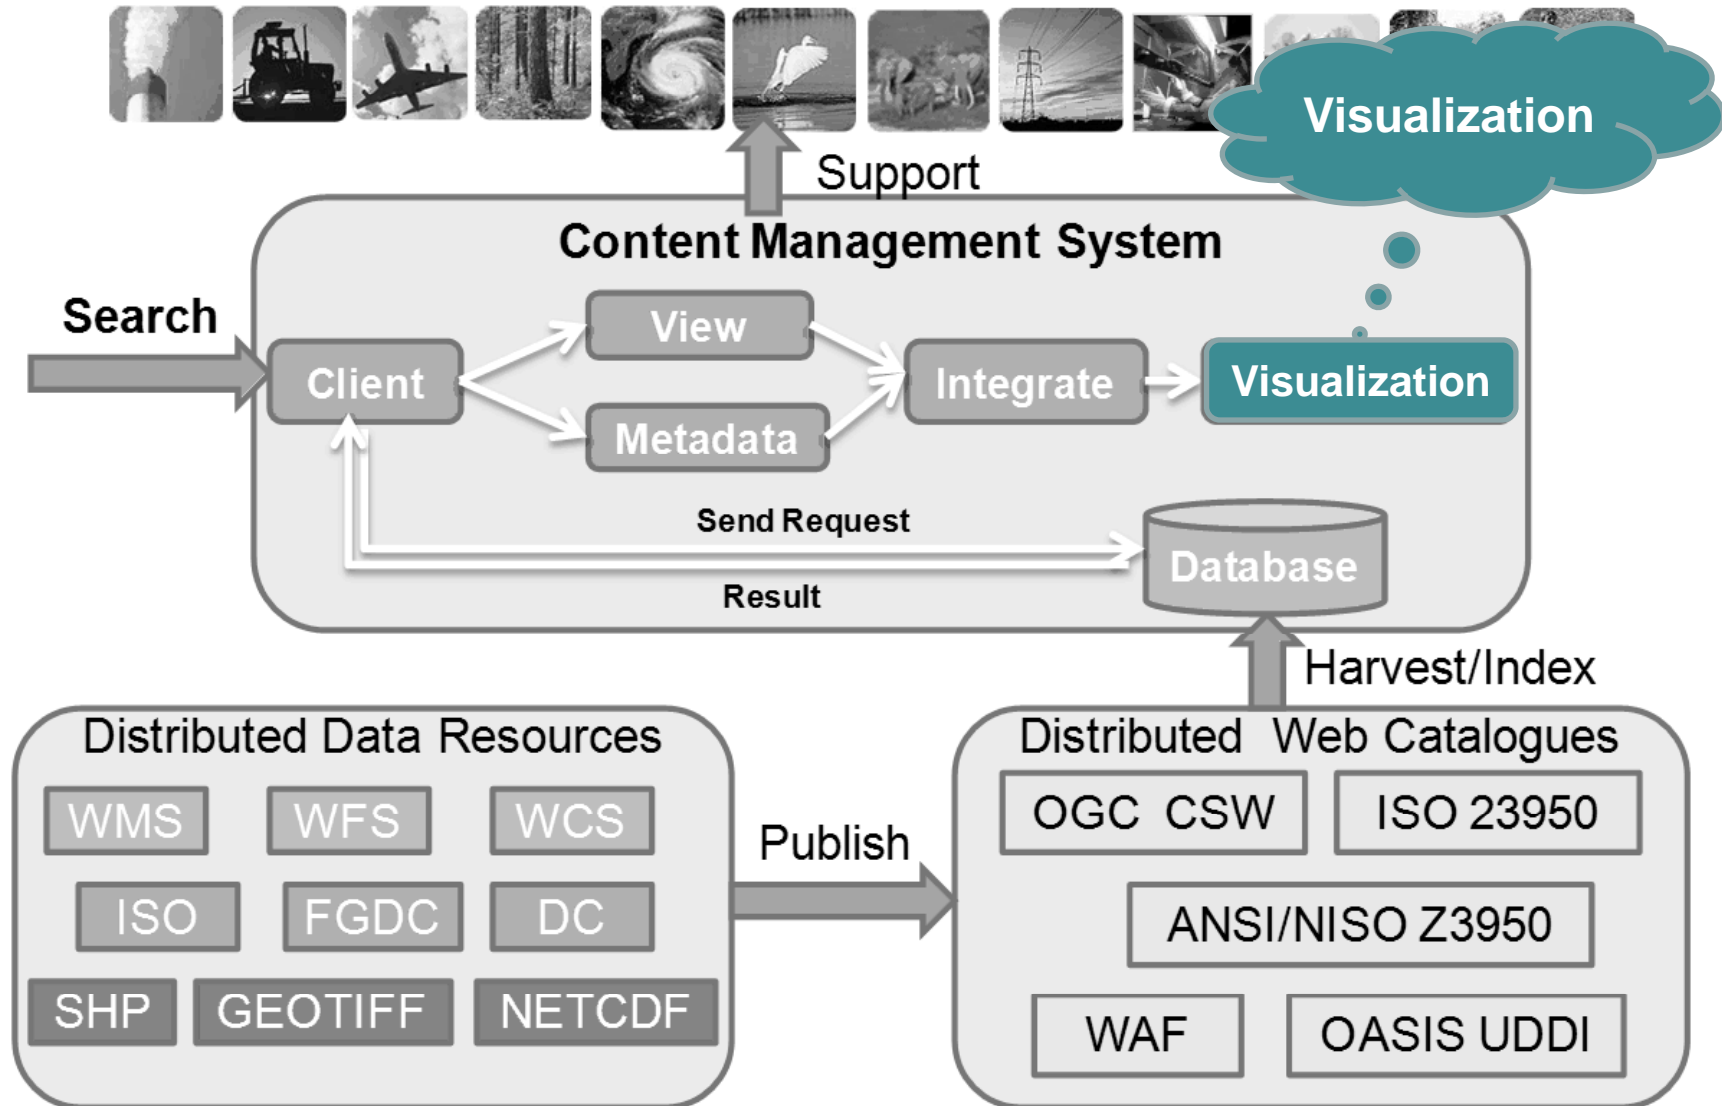 Visualization
Support
Content Management System
Search
View
Client
Integrate
Visualization
Metadata
Send Request
Database
Result
Harvest/Index
Distributed Data Resources
WMS
WFS
WCS
ISO
FGDC
DC
SHP
GEOTIFF
NETCDF
Publish
Distributed Web Catalogues
OGC CSW
ISO 23950
ANSI/NISO Z3950
WAF
OASIS UDDI